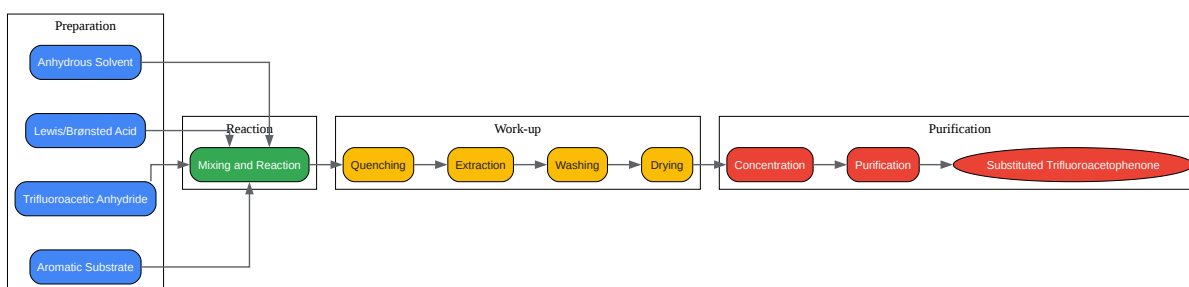 Preparation
Anhydrous Solvent
Lewis/Brønsted Acid
Trifluoroacetic Anhydride
Aromatic Substrate
Reaction
Mixing and Reaction
Work-up
Quenching
Extraction
Washing
Drying
Purification
Concentration
Purification
Substituted Trifluoroacetophenone